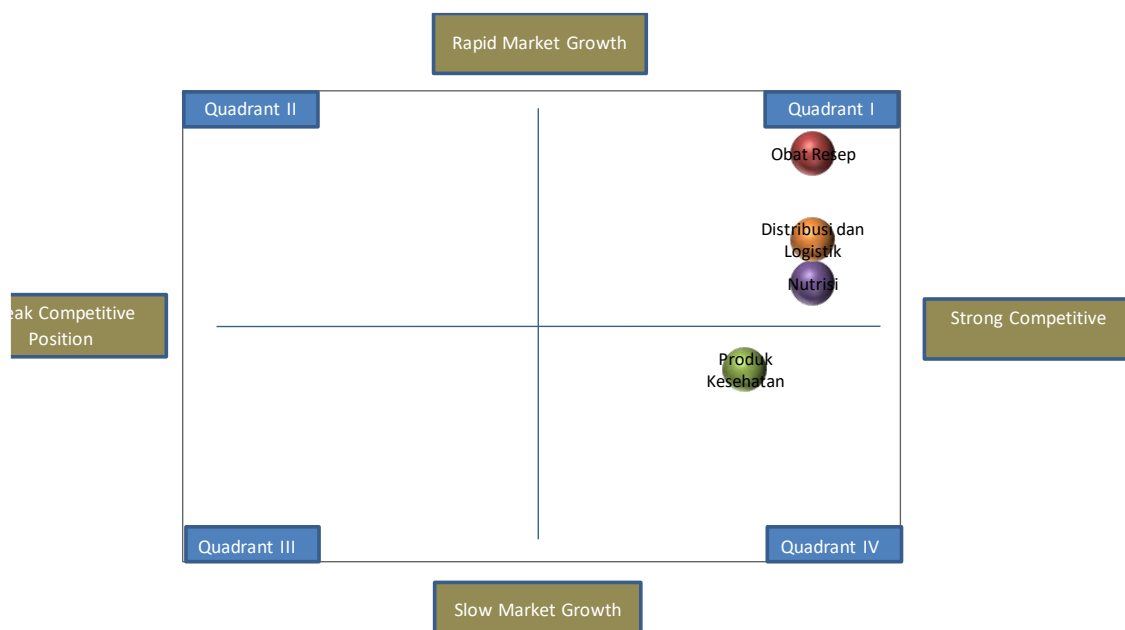 Rapid Market Growth
Quadrant II
Quadrant I
Obat Resep
Distribusi dan
Logistik
Nutrisi
eak Competitive
Position
Strong Competitive
Produk
Kesehatan
Quadrant III
Quadrant IV
Slow Market Growth